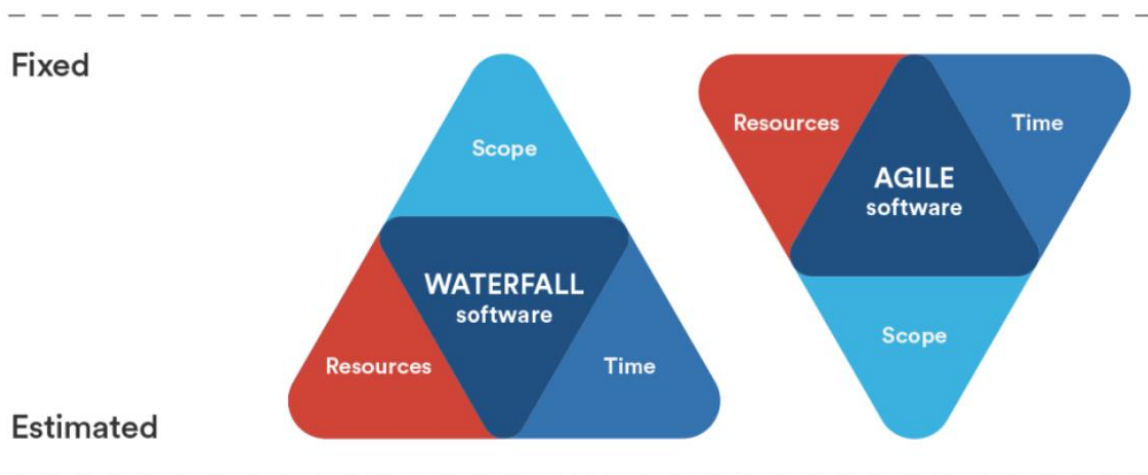 Fixed
Scope
WATERFALL
software
Resources
Time
Resources
Time
AGILE
software
Scope
Estimated